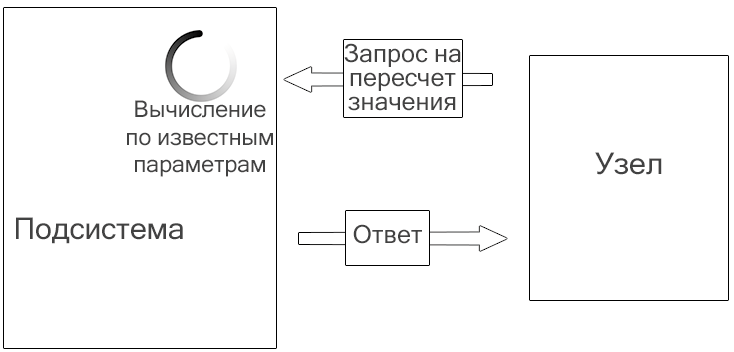 Запрос на
пересчет
значения
Вычисление
по известным
параметрам
Узел
Подсистема
Ответ